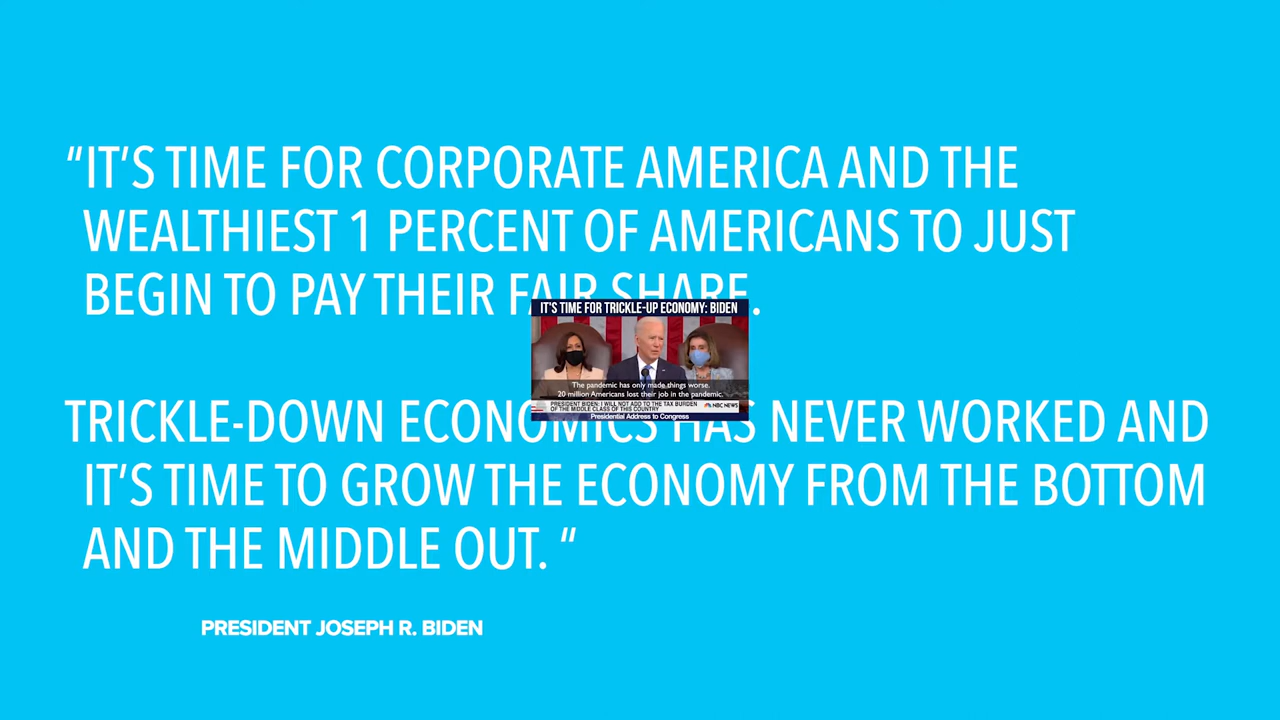 “IT’S TIME FOR CORPORATE AMERICA AND THE
WEALTHIEST 1 PERCENT OF AMERICANS TO JUST
BEGIN TO PAY THEIR FAIR SHARE.
IT'S TIME FOR TRICKLE-UP ECONOMY: BIDEN
The pandemic has only made things worse.
20 million Americans lost their job in the pandemic.
PRESIDENT BIDEN: I WILL NOT ADD TO THE TAX BURDEN
OF THE MIDDLE CLASS OF THIS COUNTRY
NBC NEWS
Presidential Address to Congress
TRICKLE-DOWN ECONOMICS HAS NEVER WORKED AND
IT’S TIME TO GROW THE ECONOMY FROM THE BOTTOM
AND THE MIDDLE OUT. “
PRESIDENT JOSEPH R. BIDEN